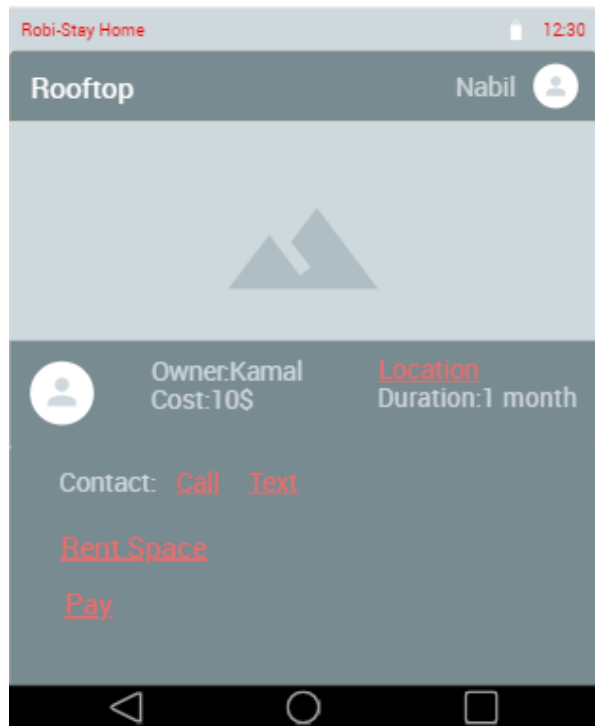 Robi-Stay Home 12:30
Rooftop Nabil
Owner:Kamal Location
Cost:10$ Duration:1 month
Contact: Call Text
Rent Space
Pay